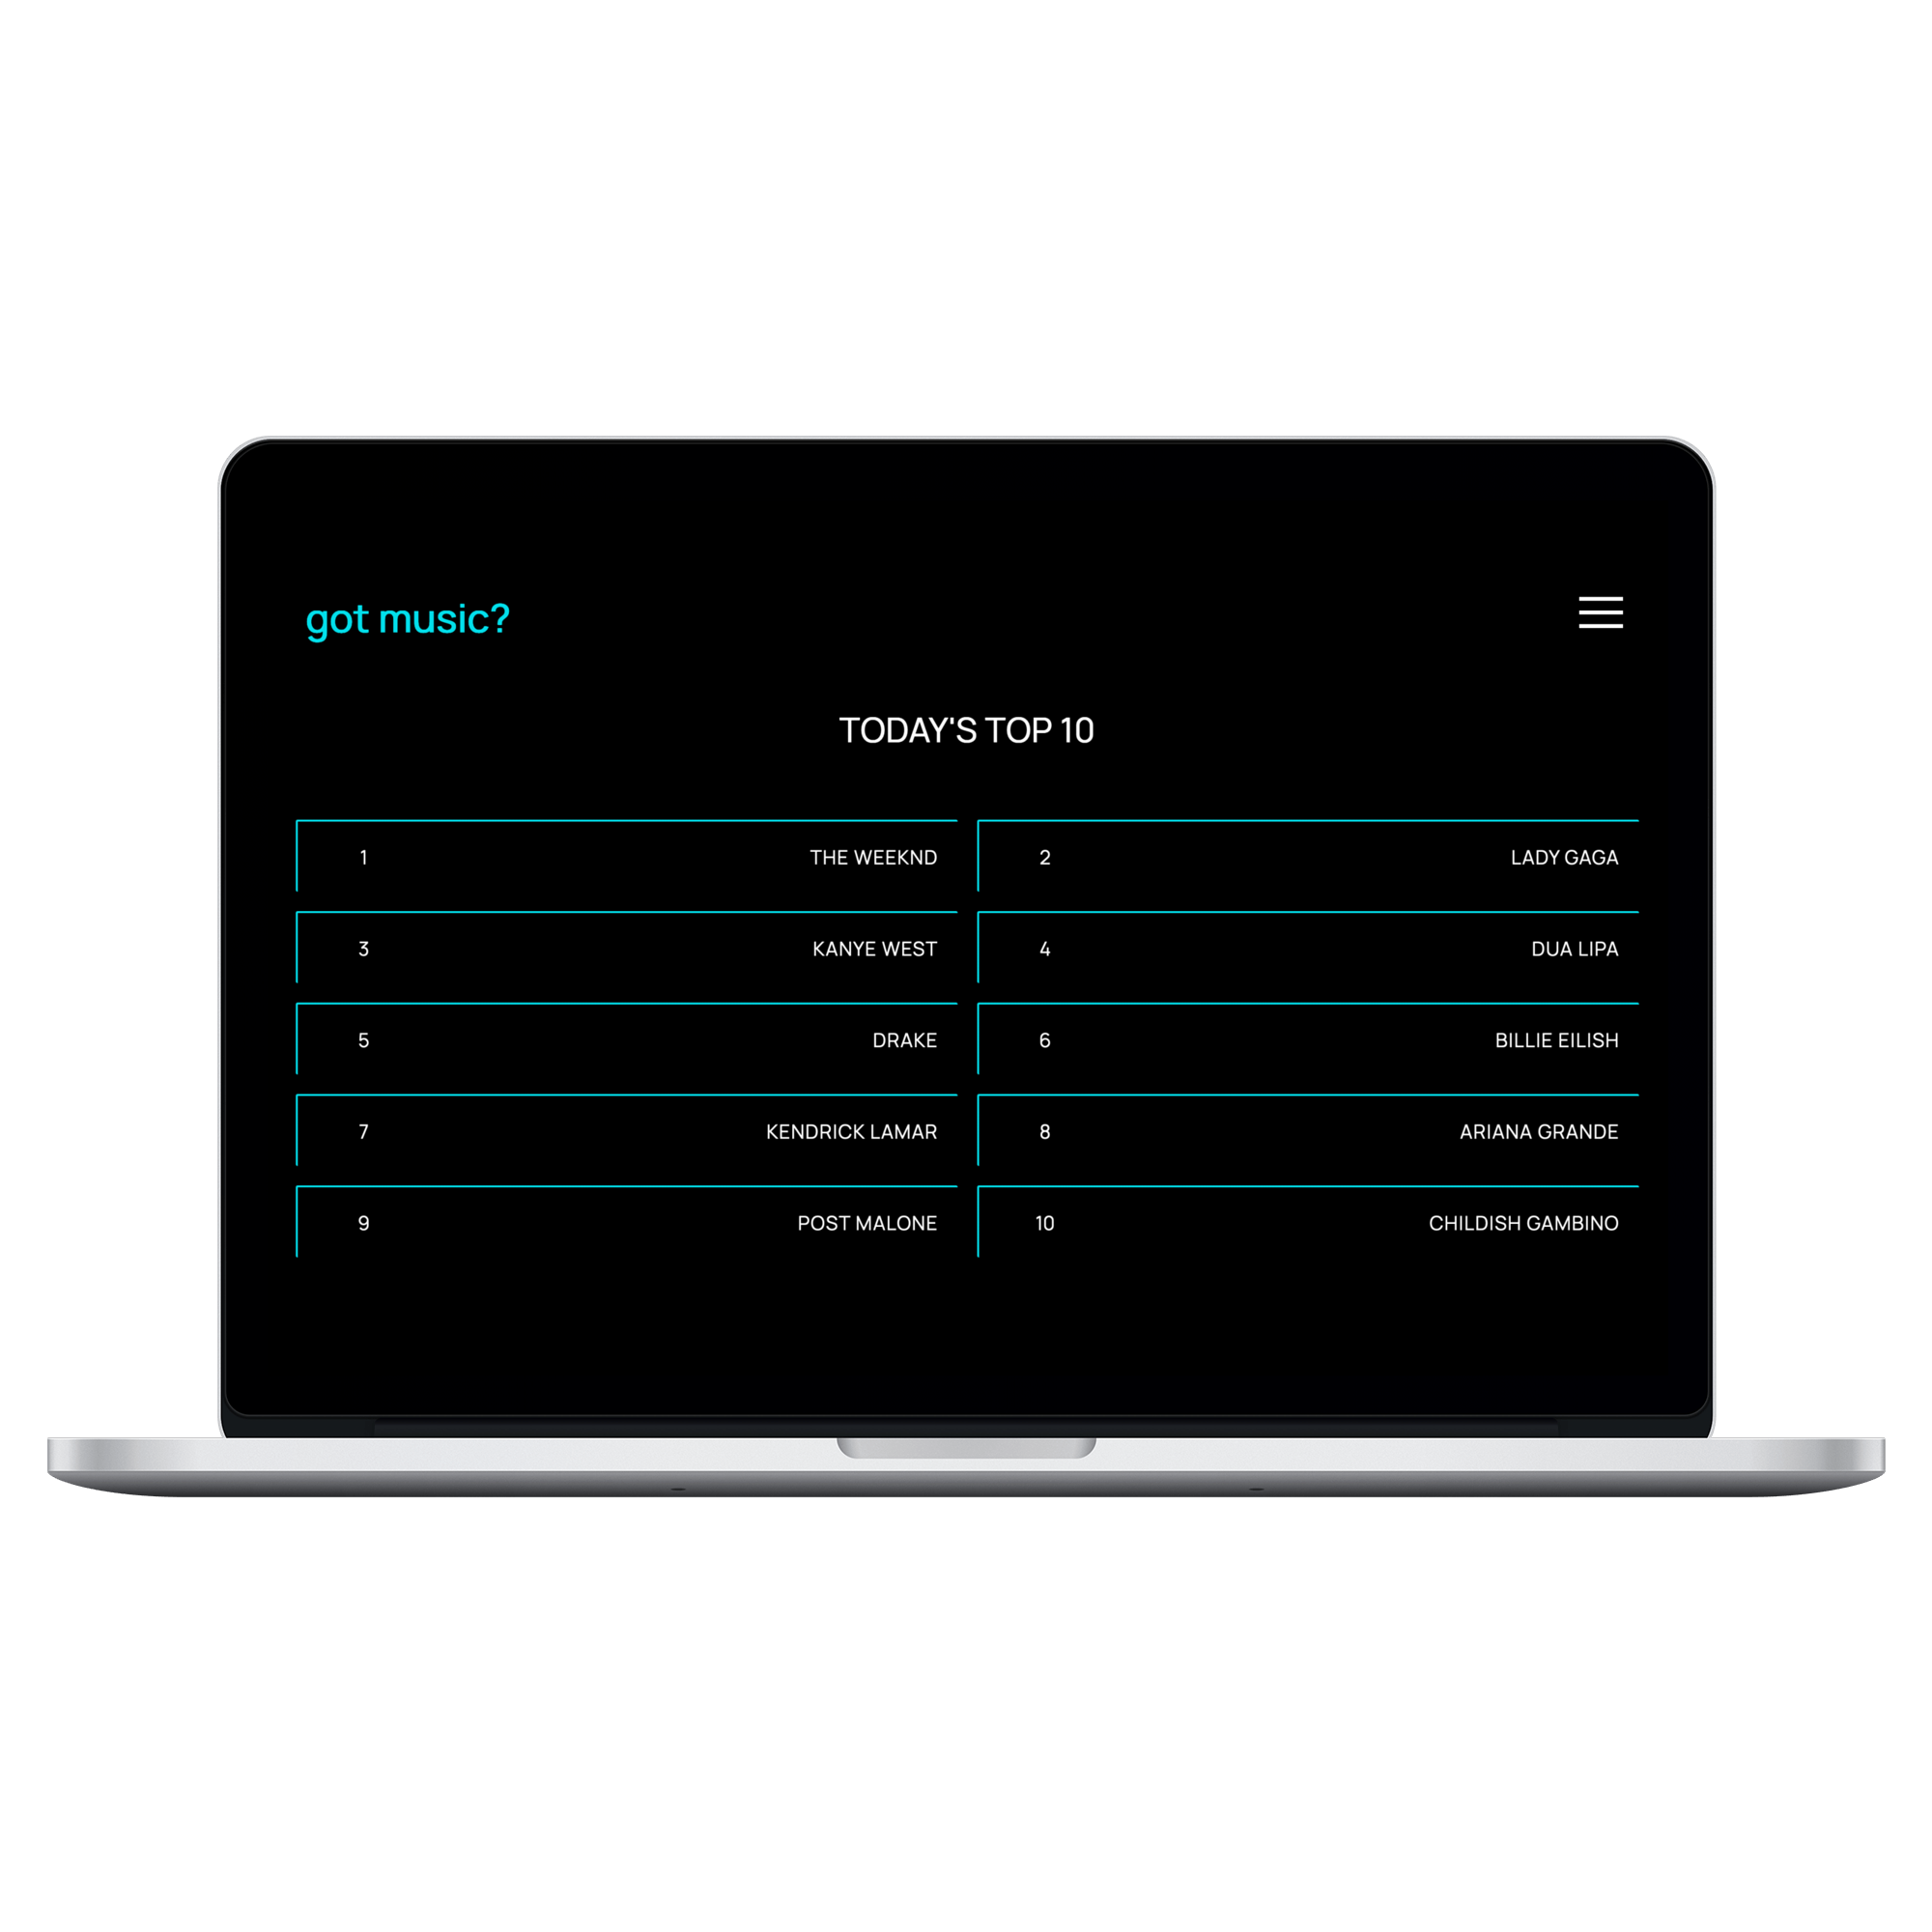 got music?
TODAY'S TOP 10
1 THE WEEKND
2 LADY GAGA
3 KANYE WEST
4 DUA LIPA
5 DRAKE
6 BILLIE EILISH
7 KENDRICK LAMAR
8 ARIANA GRANDE
9 POST MALONE
10 CHILDISH GAMBINO